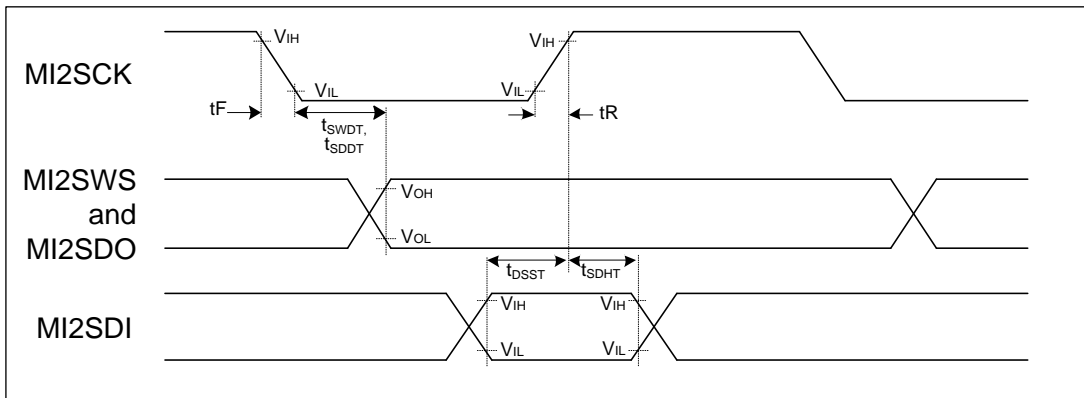 MI2SCK
VIH
VIL
tF
tSWDT,
tSDDT
VIH
VIL
tR
MI2SWS
and
MI2SDO
VOH
VOL
tDSST
tSDHT
MI2SDI
VIH
VIL
VIH
VIL